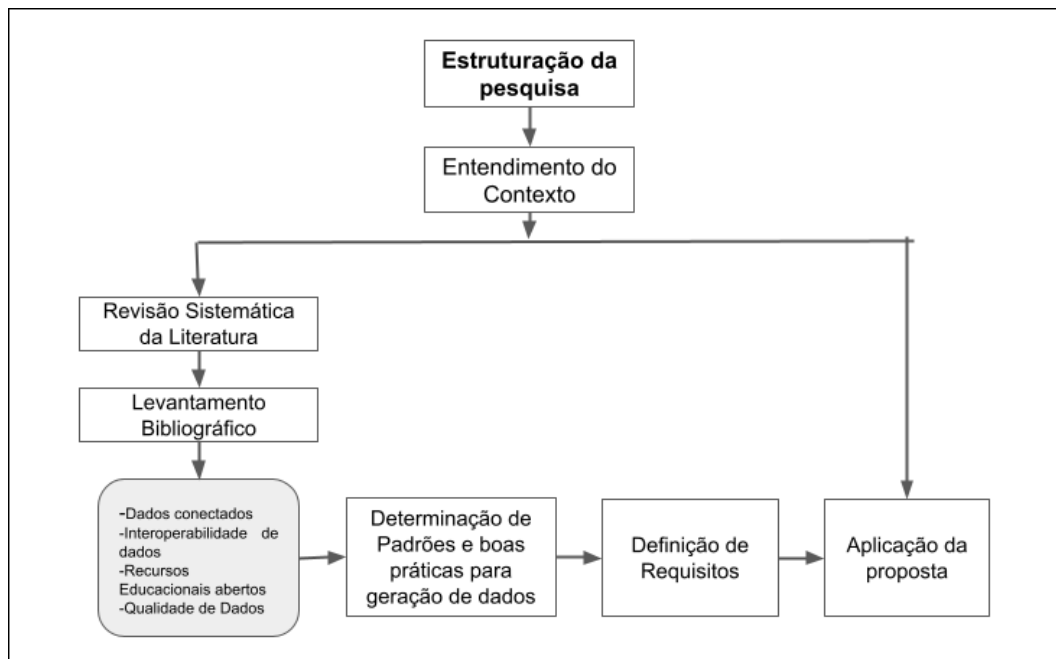 Estruturação da
pesquisa
Entendimento do
Contexto
Revisão Sistemática
da Literatura
Levantamento
Bibliográfico
-Dados conectados
-Interoperabilidade de
dados
-Recursos
Educacionais abertos
-Qualidade de Dados
Determinação de
Padrões e boas
práticas para
geração de dados
Definição de
Requisitos
Aplicação da
proposta